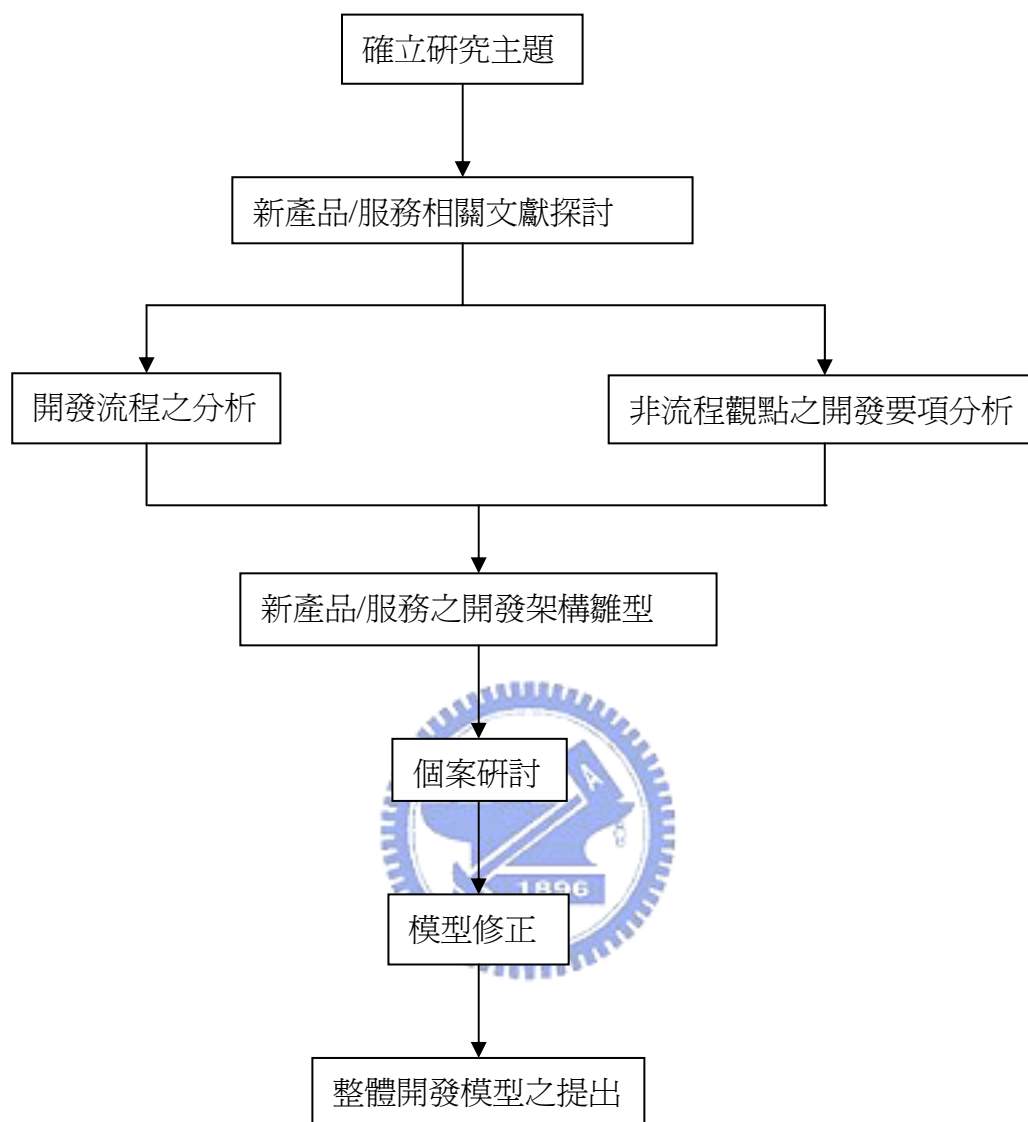 確立研究主題
新產品/服務相關文獻探討
開發流程之分析
非流程觀點之開發要項分析
新產品/服務之開發架構雛型
個案研討
A
1896
模型修正
整體開發模型之提出